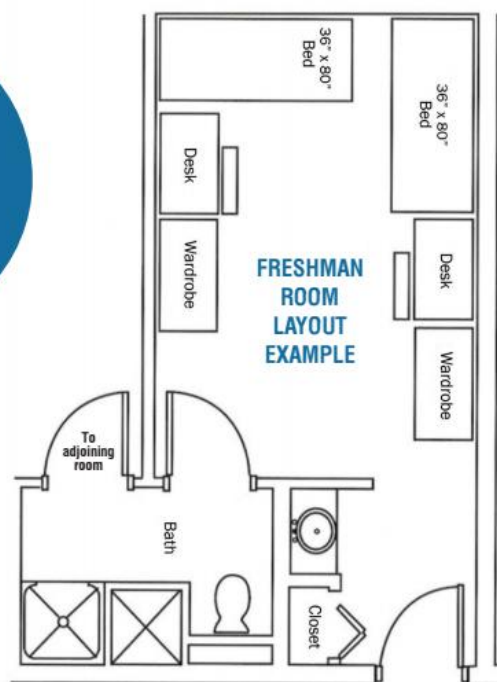 36" x 80"
Bed
36" x 80"
Bed
Desk
Wardrobe
FRESHMAN
ROOM
LAYOUT
EXAMPLE
Desk
Wardrobe
To
adjoining
room
Bath
Closet